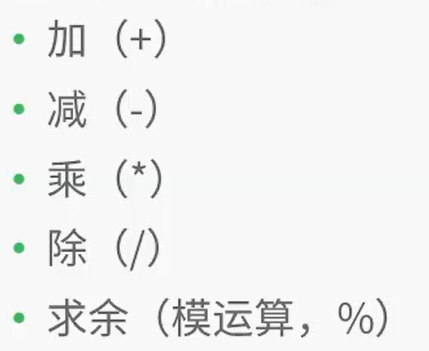 • 加（+）
• 减（-）
• 乘（*）
• 除（/）
• 求余（模运算，%）